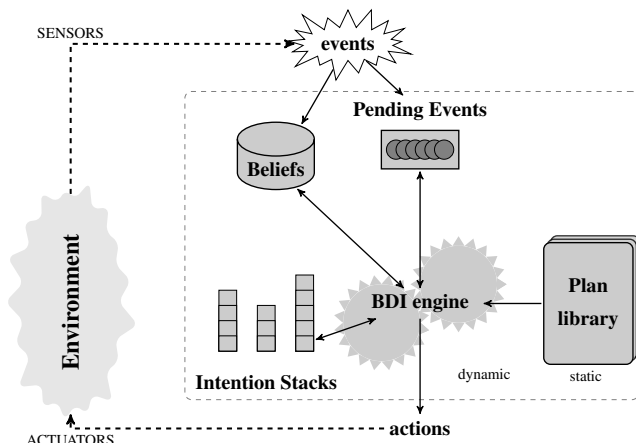 SENSORS
events
Pending Events
Beliefs
Environment
BDI engine
Plan
library
Intention Stacks
dynamic
static
actions
ACTUATORS